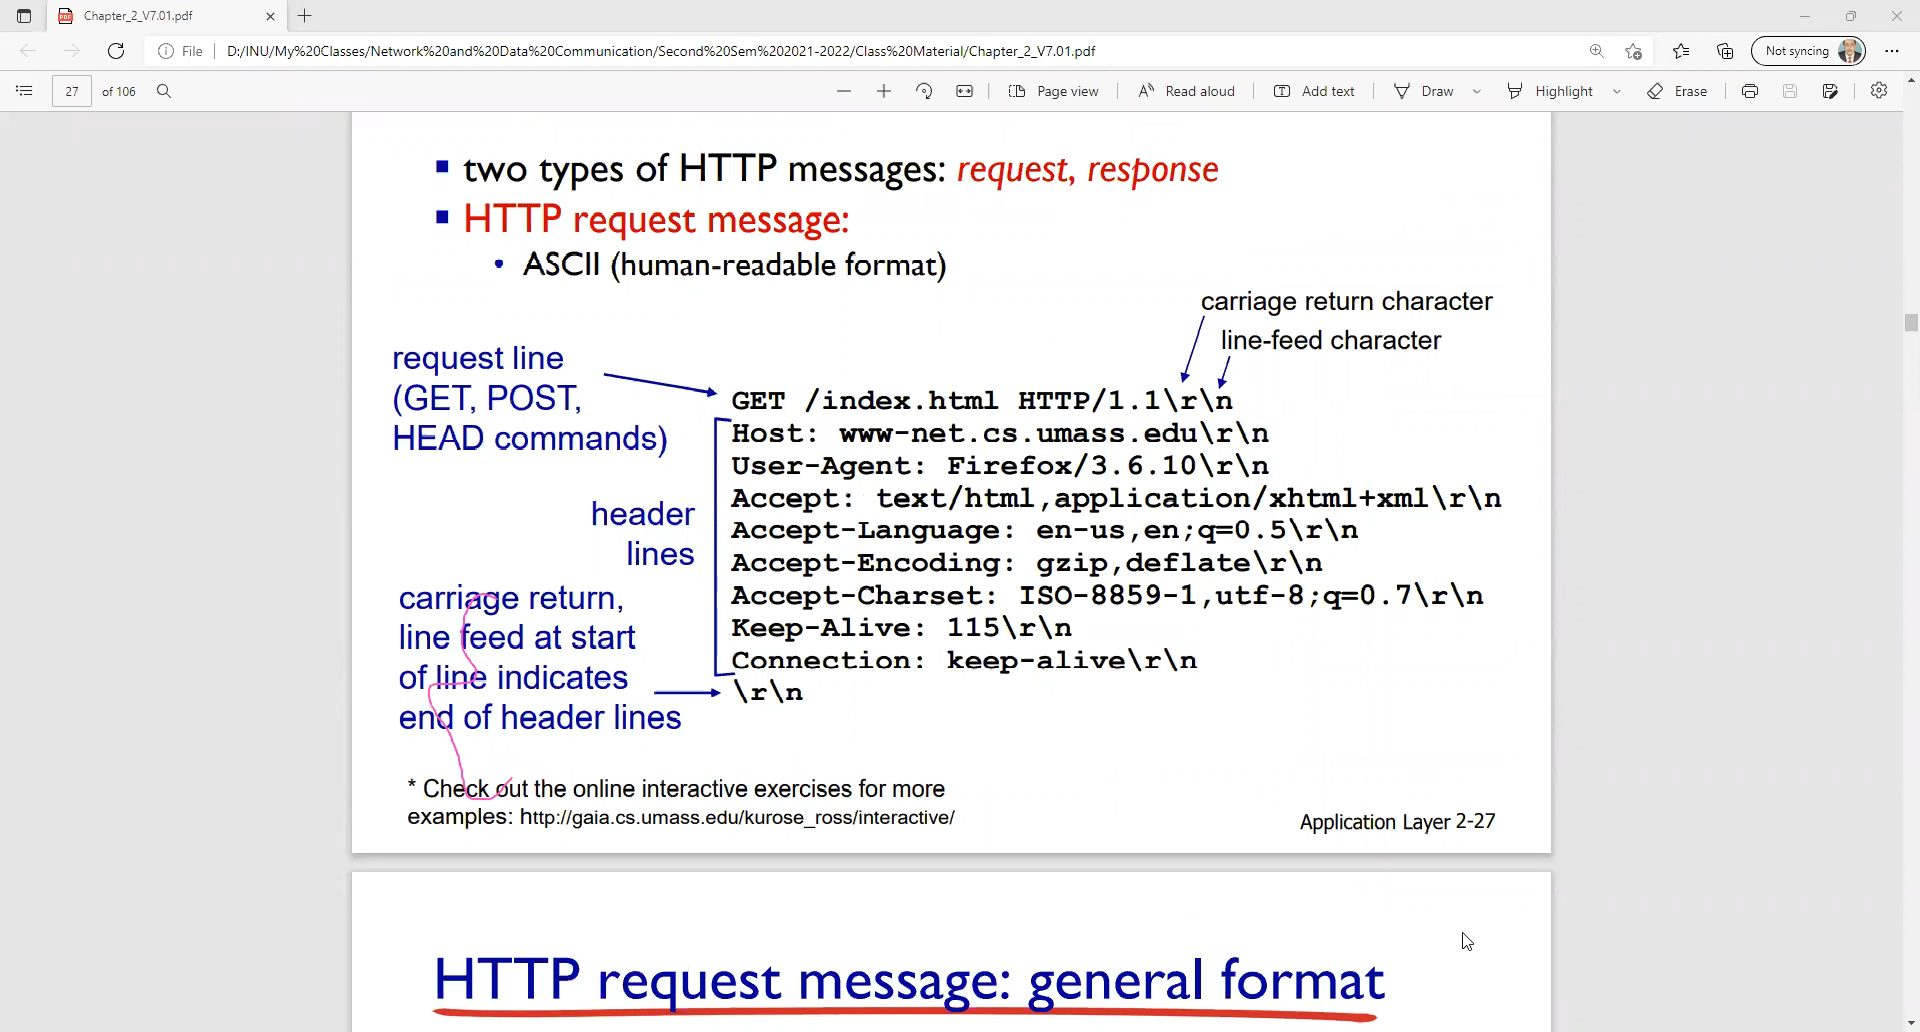 Chapter_2_V7.01.pdf
File D:/INU/My%20Classes/Network%20and%20Data%20Communication/Second%20Sem%202021-2022/Class%20Material/Chapter_2_V7.01.pdf Not syncing
27 of 106 Page view Read aloud Add text Draw Highlight Erase
two types of HTTP messages: request, response
HTTP request message:
ASCII (human-readable format)
carriage return character
line-feed character
request line
(GET, POST,
HEAD commands)
GET /index.html HTTP/1.1\r\n
Host: www-net.cs.umass.edu\r\n
User-Agent: Firefox/3.6.10\r\n
Accept: text/html,application/xhtml+xml\r\n
Accept-Language: en-us,en;q=0.5\r\n
Accept-Encoding: gzip,deflate\r\n
Accept-Charset: ISO-8859-1,utf-8;q=0.7\r\n
Keep-Alive: 115\r\n
Connection: keep-alive\r\n
\r\n
header
lines
carriage return,
line feed at start
of line indicates
end of header lines
* Check out the online interactive exercises for more
examples: http://gaia.cs.umass.edu/kurose_ross/interactive/
Application Layer 2-27
HTTP request message: general format